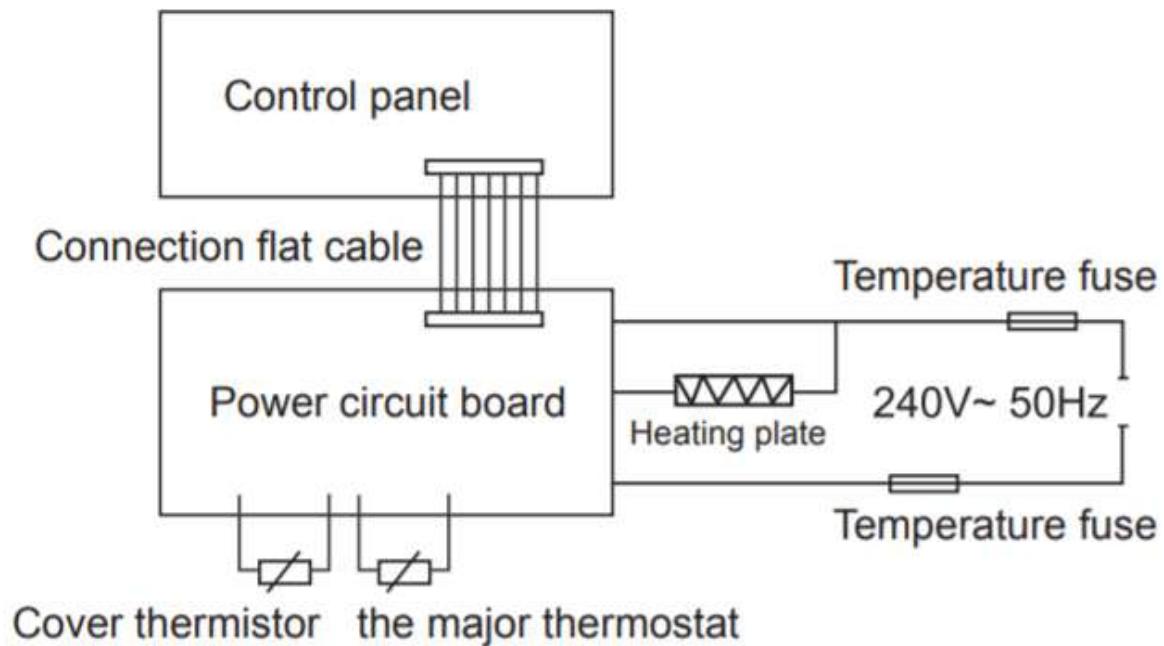 Control panel
Connection flat cable
Temperature fuse
Power circuit board
240V~ 50Hz
Heating plate
Temperature fuse
Cover thermistor
the major thermostat